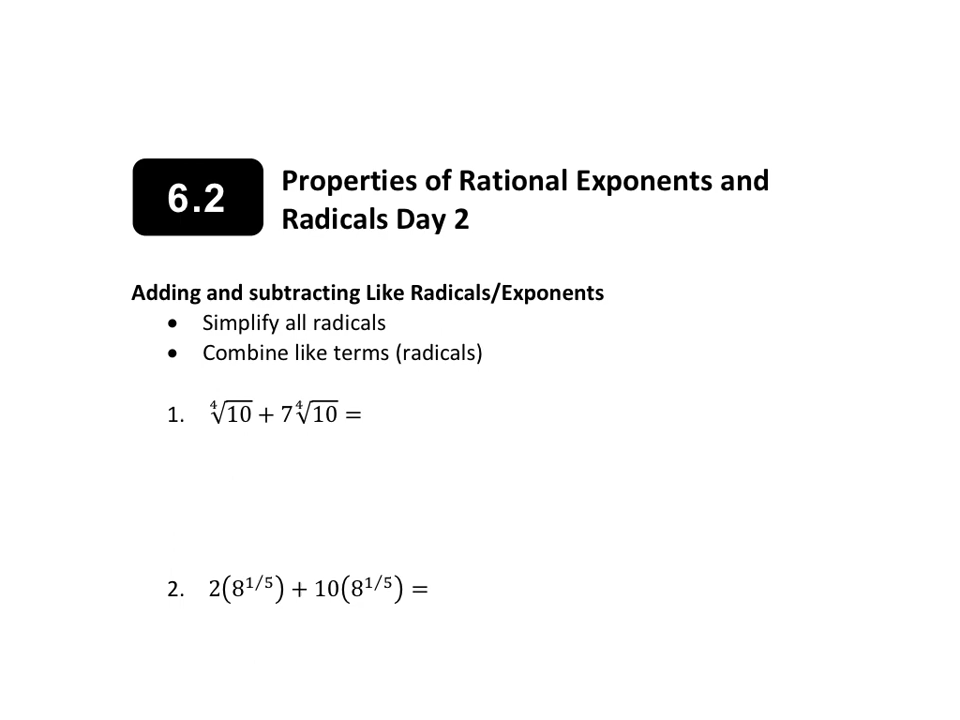 6.2
Properties of Rational Exponents and
Radicals Day 2
Adding and subtracting Like Radicals/Exponents
• Simplify all radicals
• Combine like terms (radicals)
1. ∜10 + 7∜10 =
2. 2(8^{1/5}) + 10(8^{1/5}) =